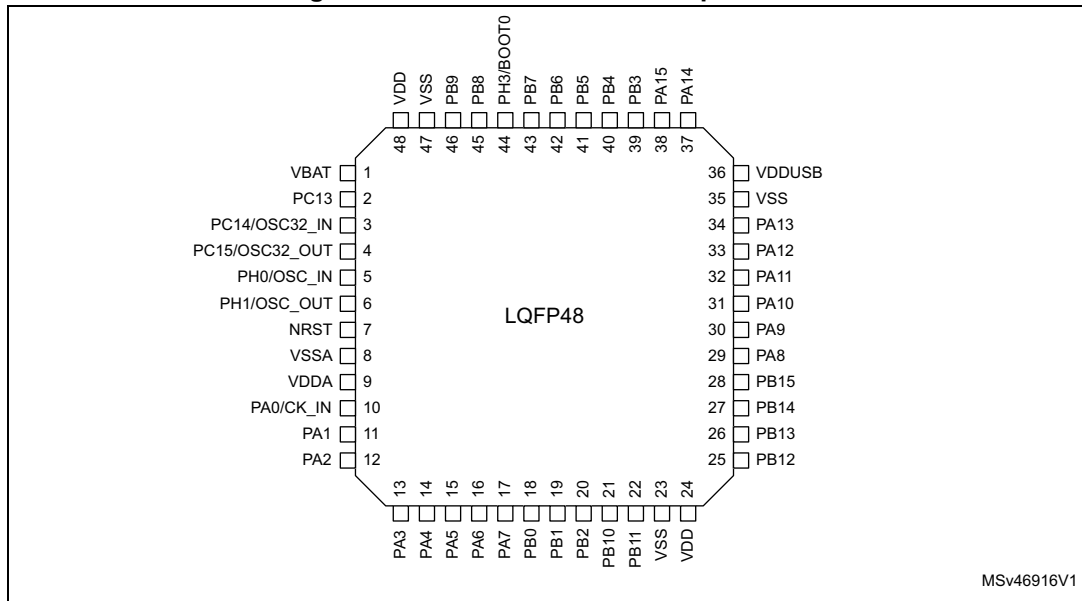 48 VDD
47 VSS
46 PB9
45 PB8
44 PH3/BOOT0
43 PB7
42 PB6
41 PB5
40 PB4
39 PB3
38 PA15
37 PA14
VBAT 1
PC13 2
PC14/OSC32_IN 3
PC15/OSC32_OUT 4
PH0/OSC_IN 5
PH1/OSC_OUT 6
NRST 7
VSSA 8
VDDA 9
PA0/CK_IN 10
PA1 11
PA2 12
LQFP48
36 VDDUSB
35 VSS
34 PA13
33 PA12
32 PA11
31 PA10
30 PA9
29 PA8
28 PB15
27 PB14
26 PB13
25 PB12
PA3 13
PA4 14
PA5 15
PA6 16
PA7 17
PB0 18
PB1 19
PB2 20
PB10 21
PB11 22
VSS 23
VDD 24
MSv46916V1